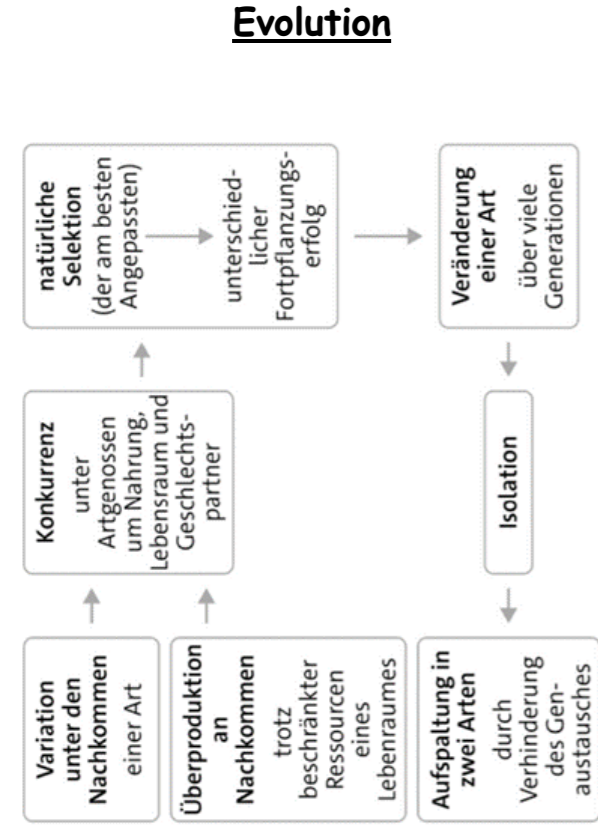 Evolution
Variation
unter den
Nachkommen
einer Art
Überproduktion
an
Nachkommen
trotz
beschränkter
Ressourcen
eines
Lebenraumes
Konkurrenz
unter
Artgenossen
um Nahrung,
Lebensraum und
Geschlechts-
partner
natürliche
Selektion
(der am besten
Angepassten)
unterschied-
licher
Fortpflanzungs-
erfolg
Veränderung
einer Art
über viele
Generationen
Isolation
Aufspaltung in
zwei Arten
durch
Verhinderung
des Gen-
austausches